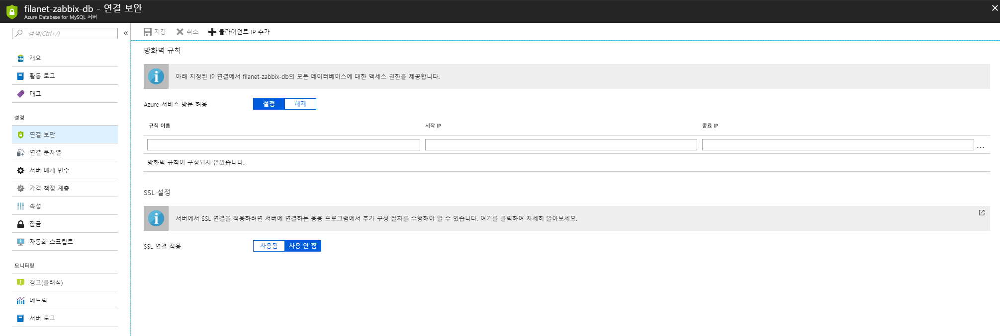 filanet-zabbix-db - 연결 보안
Azure Database for MySQL 서버
검색(Ctrl+/)
개요
활동 로그
태그
설정
연결 보안
연결 문자열
서버 매개 변수
가격 책정 계층
속성
잠금
자동화 스크립트
모니터링
경고(클래식)
메트릭
서버 로그
저장 취소 클라이언트 IP 추가
방화벽 규칙
아래 지정된 IP 연결에서 filanet-zabbix-db의 모든 데이터베이스에 대한 액세스 권한을 제공합니다.
Azure 서비스 방문 허용 설정 해제
규칙 이름 시작 IP 종료 IP
...
방화벽 규칙이 구성되지 않았습니다.
SSL 설정
서버에서 SSL 연결을 적용하려면 서버에 연결하는 응용 프로그램에서 추가 구성 절차를 수행해야 할 수 있습니다. 여기를 클릭하여 자세히 알아보세요.
SSL 연결 적용 사용됨 사용 안 함